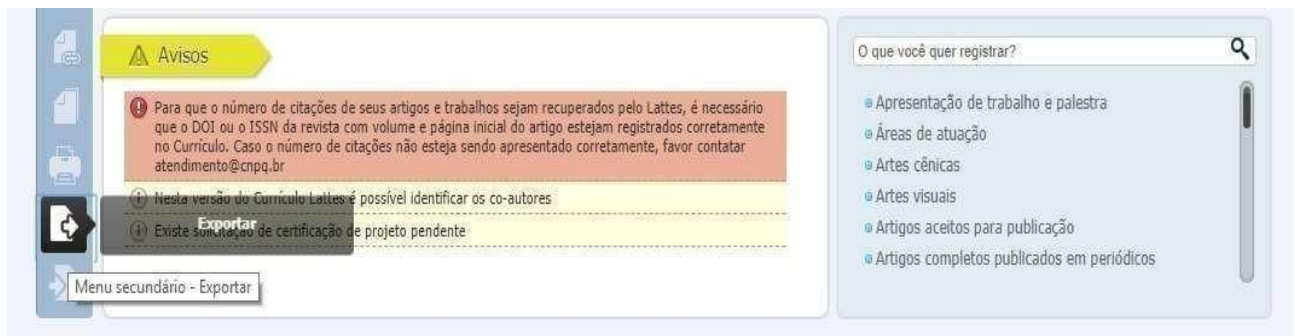 Avisos
Para que o número de citações de seus artigos e trabalhos sejam recuperados pelo Lattes, é necessário
que o DOI ou o ISSN da revista com volume e página inicial do artigo estejam registrados corretamente
no Currículo. Caso o número de citações não esteja sendo apresentado corretamente, favor contatar
atendimento@cnpq.br
Nesta versão do Currículo Lattes é possível identificar os co-autores
Exportar
Existe solicitação de certificação de projeto pendente
Menu secundário - Exportar
O que você quer registrar?
Apresentação de trabalho e palestra
Áreas de atuação
Artes cênicas
Artes visuais
Artigos aceitos para publicação
Artigos completos publicados em periódicos